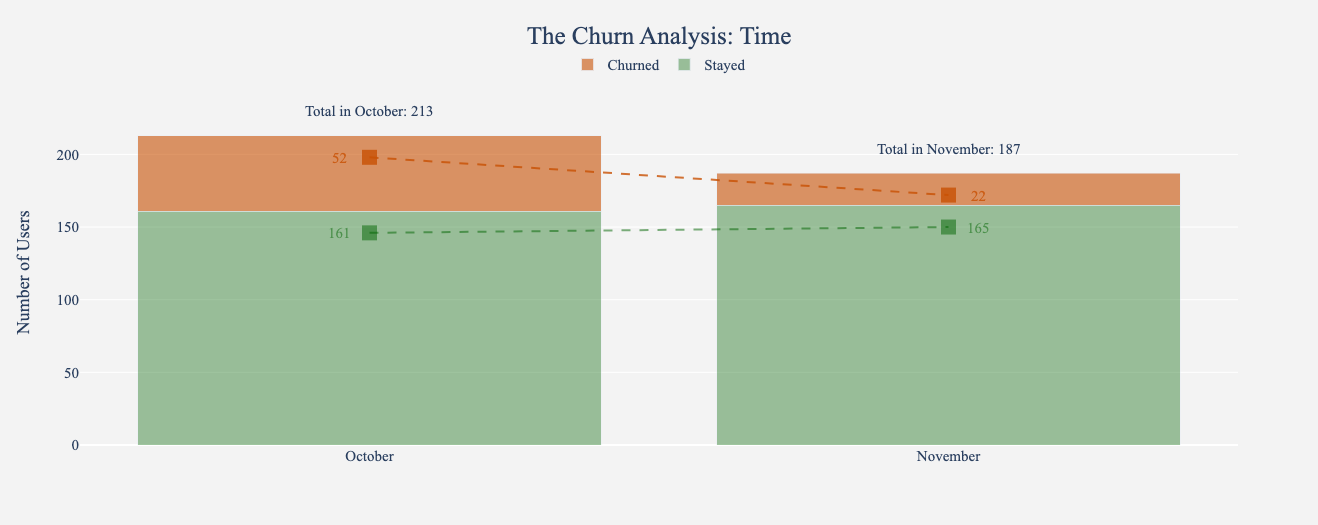 The Churn Analysis: Time
Churned
Stayed
Total in October: 213
Total in November: 187
Number of Users
200
150
100
50
0
52
22
161
165
October
November